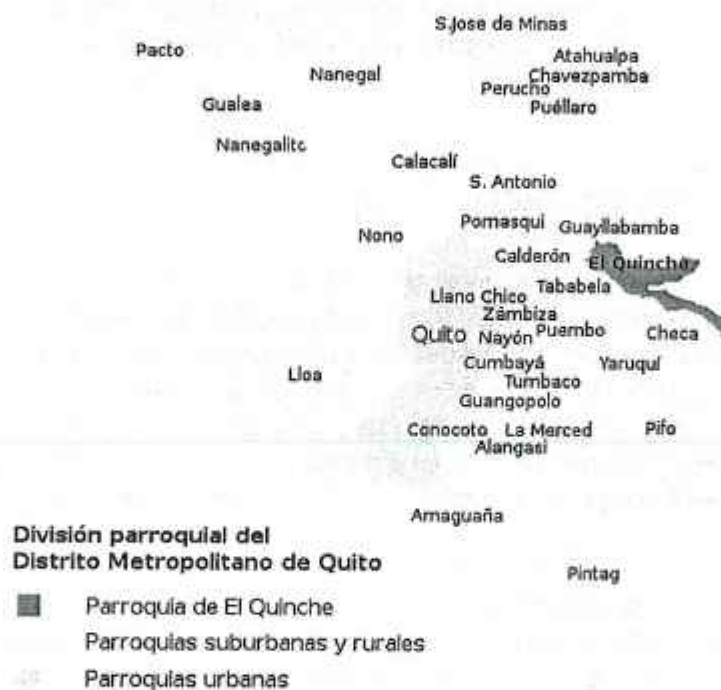 S.Jose de Minas
Pacto
Atahualpa
Nanegal
Chavezpamba
Perucho
Gualea
Puéllaro
Nanegalito
Calacalí
S. Antonio
Pomasqui
Guayllabamba
Nono
Calderón
El Quinche
Tababela
Llano Chico
Zámbiza
Quito
Nayón
Puembo
Checa
Cumbayá
Yaruquí
Lloa
Tumbaco
Guangopolo
Conocoto
La Merced
Pifo
Alangasi
Amaguaña
División parroquial del
Distrito Metropolitano de Quito
Pintag
Parroquia de El Quinche
Parroquias suburbanas y rurales
Parroquias urbanas